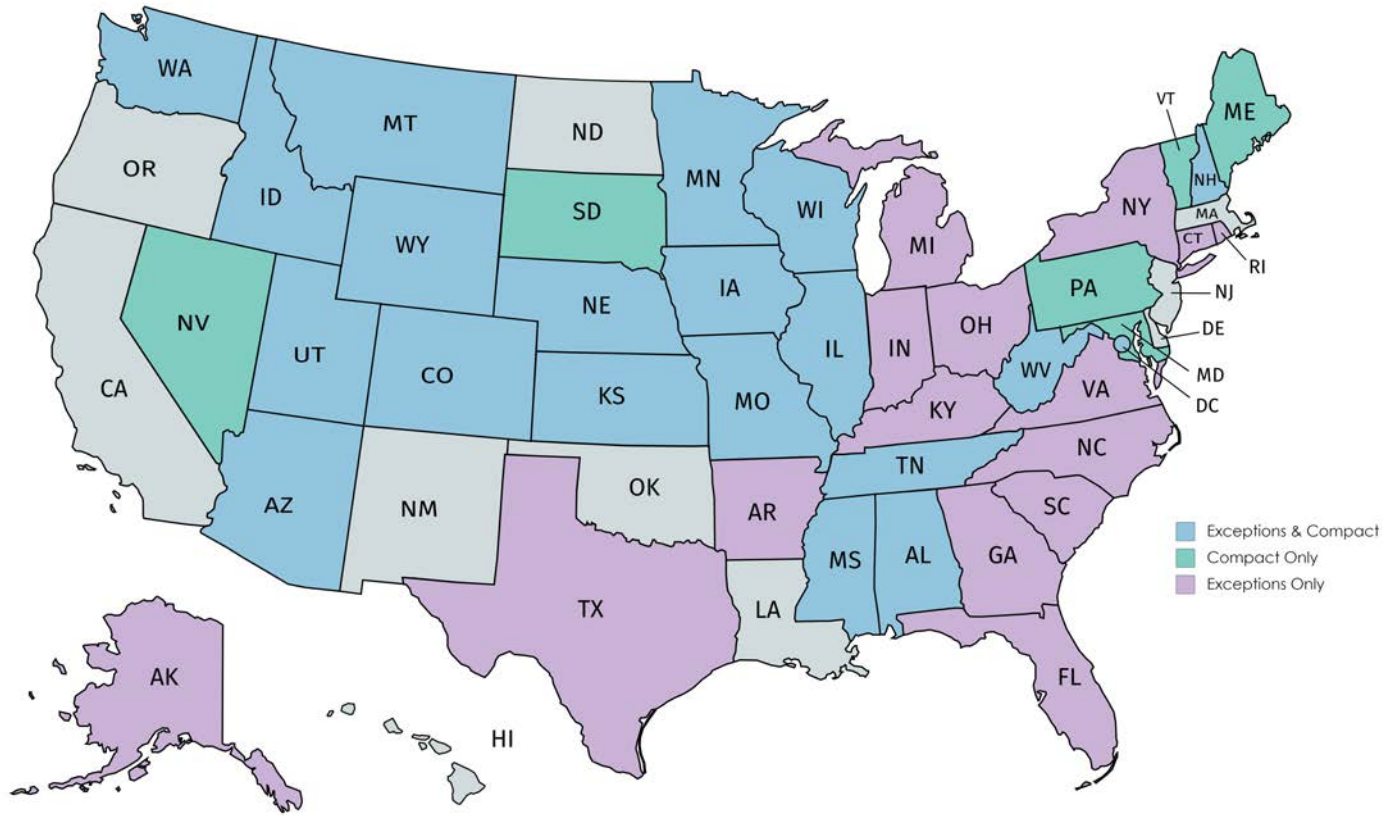 WA
MT
ND
MN
VT
ME
OR
ID
SD
WI
NH
WY
MI
NY
MA
CT
RI
NV
NE
IA
PA
NJ
UT
CO
IL
IN
OH
DE
CA
KS
MO
WV
VA
MD
KY
DC
AZ
NM
OK
TN
NC
AR
SC
MS
AL
GA
Exceptions & Compact
Compact Only
Exceptions Only
TX
LA
AK
FL
HI